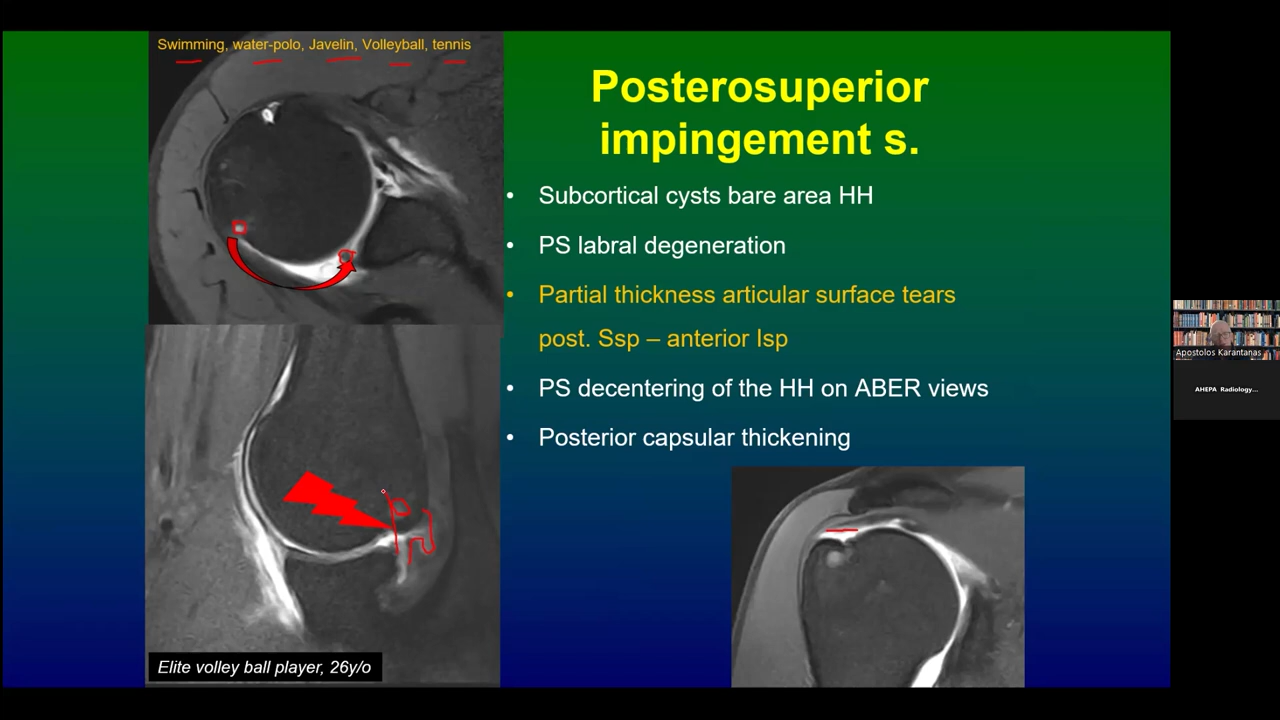 Swimming, water-polo, Javelin, Volleyball, tennis
Posterosuperior
impingement s.
• Subcortical cysts bare area HH
• PS labral degeneration
• Partial thickness articular surface tears
post. Ssp – anterior Isp
• PS decentering of the HH on ABER views
• Posterior capsular thickening
Elite volley ball player, 26y/o
Apostolos Karantanas
AHEPA Radiology...